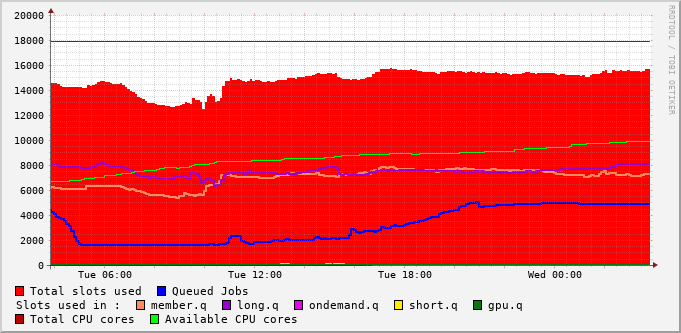 20000
18000
16000
14000
12000
10000
8000
6000
4000
2000
0
Tue 06:00 Tue 12:00 Tue 18:00 Wed 00:00
RRDTOOL / TOBI OETIKER
Total slots used Queued Jobs
Slots used in : member.q long.q ondemand.q short.q gpu.q
Total CPU cores Available CPU cores